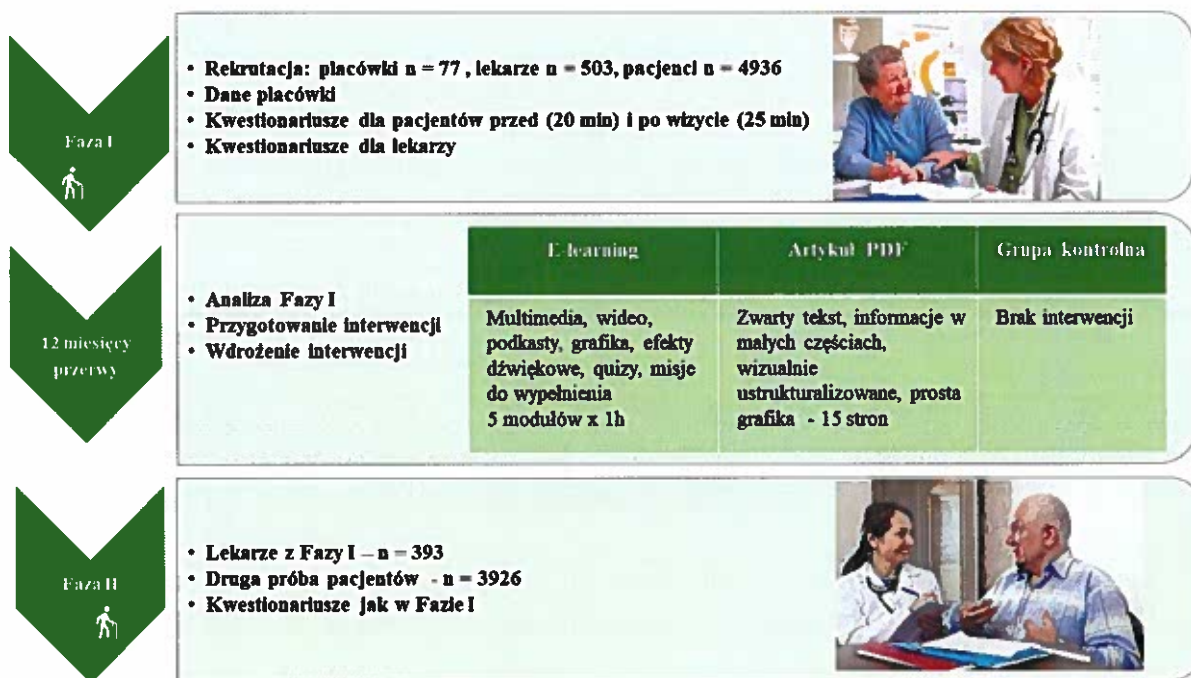 Faza I
• Rekrutacja: placówki n = 77 , lekarze n = 503, pacjenci n = 4936
• Dane placówki
• Kwestionariusze dla pacjentów przed (20 min) i po wizycie (25 min)
• Kwestionariusze dla lekarzy
12 miesięcy
przerwy
• Analiza Fazy I
• Przygotowanie interwencji
• Wdrożenie interwencji
E-learning
Multimedia, wideo,
podkasty, grafika, efekty
dźwiękowe, quizy, misje
do wypełnienia
5 modułów x 1h
Artykuł PDF
Zwarty tekst, informacje w
małych częściach,
wizualnie
ustrukturalizowane, prosta
grafika - 15 stron
Grupa kontrolna
Brak interwencji
Faza II
• Lekarze z Fazy I – n = 393
• Druga próba pacjentów - n = 3926
• Kwestionariusze jak w Fazie I